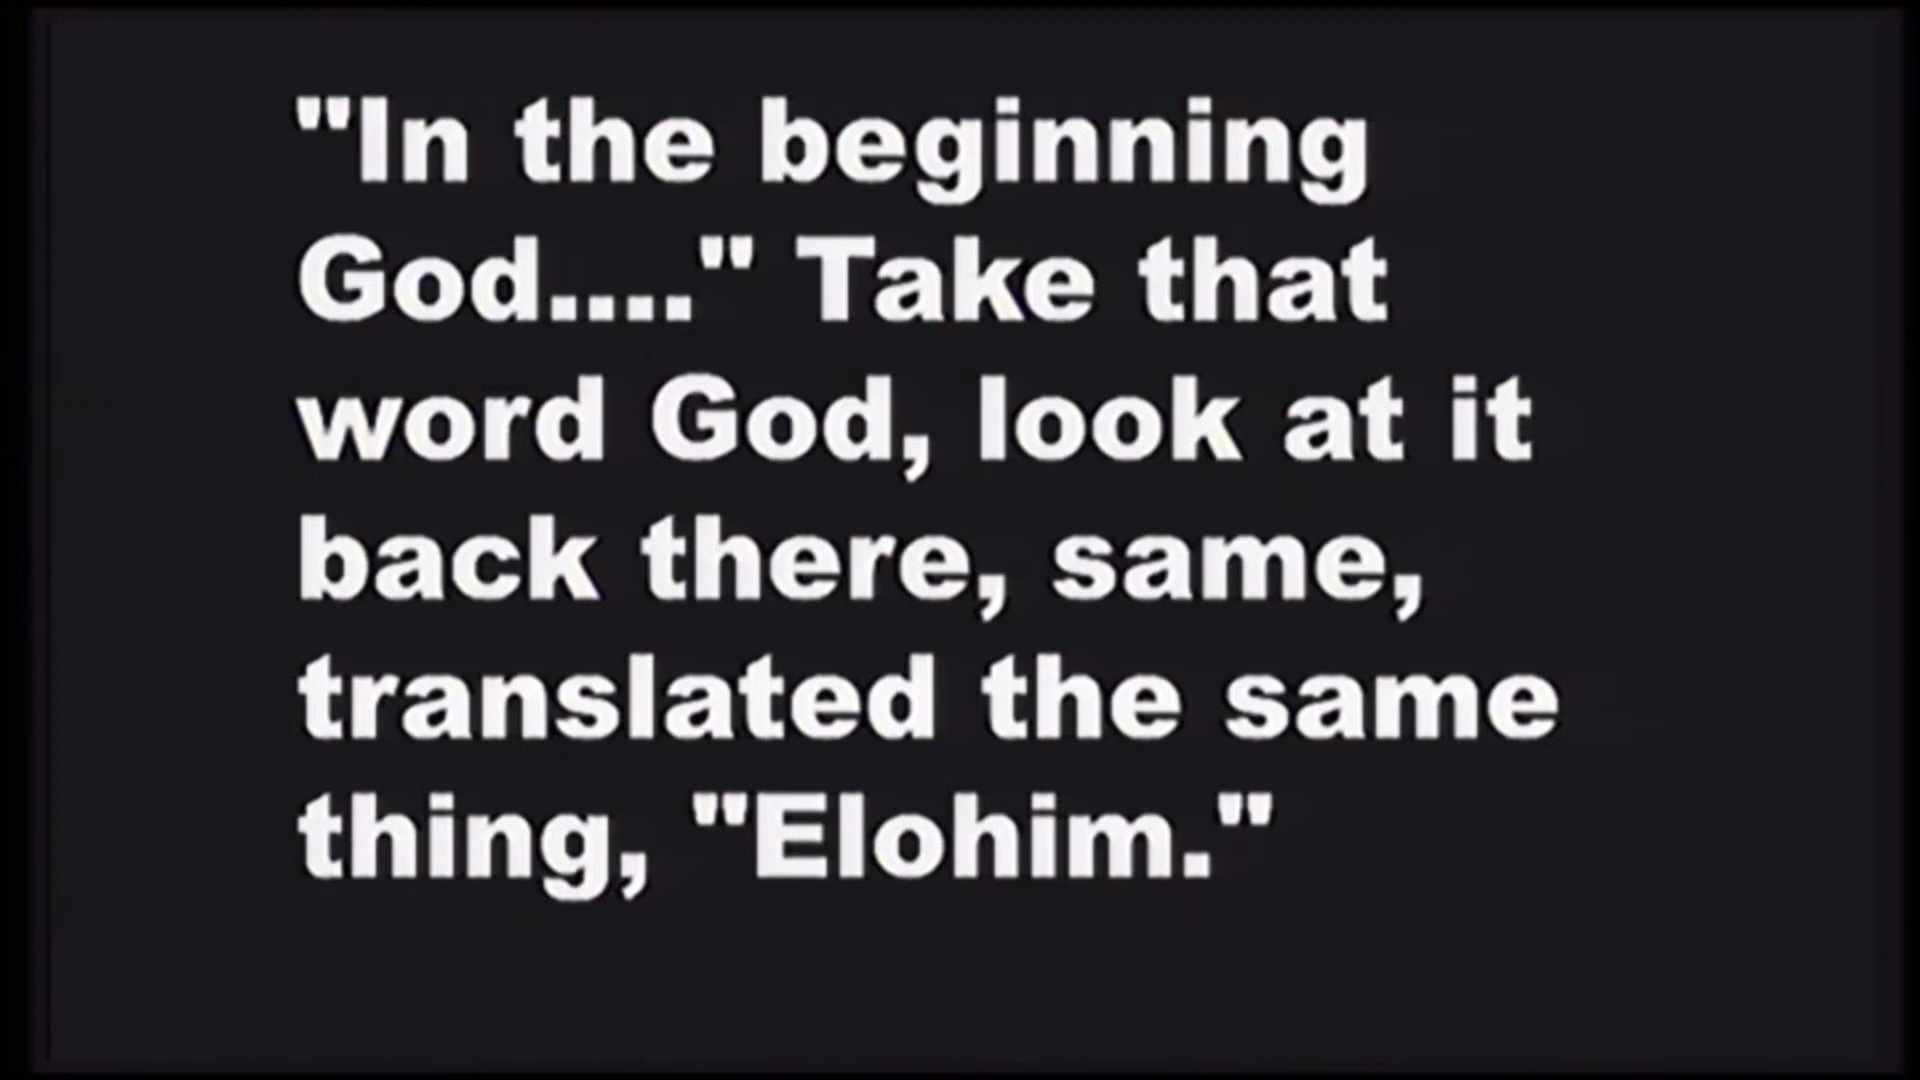 "In the beginning
God...." Take that
word God, look at it
back there, same,
translated the same
thing, "Elohim."